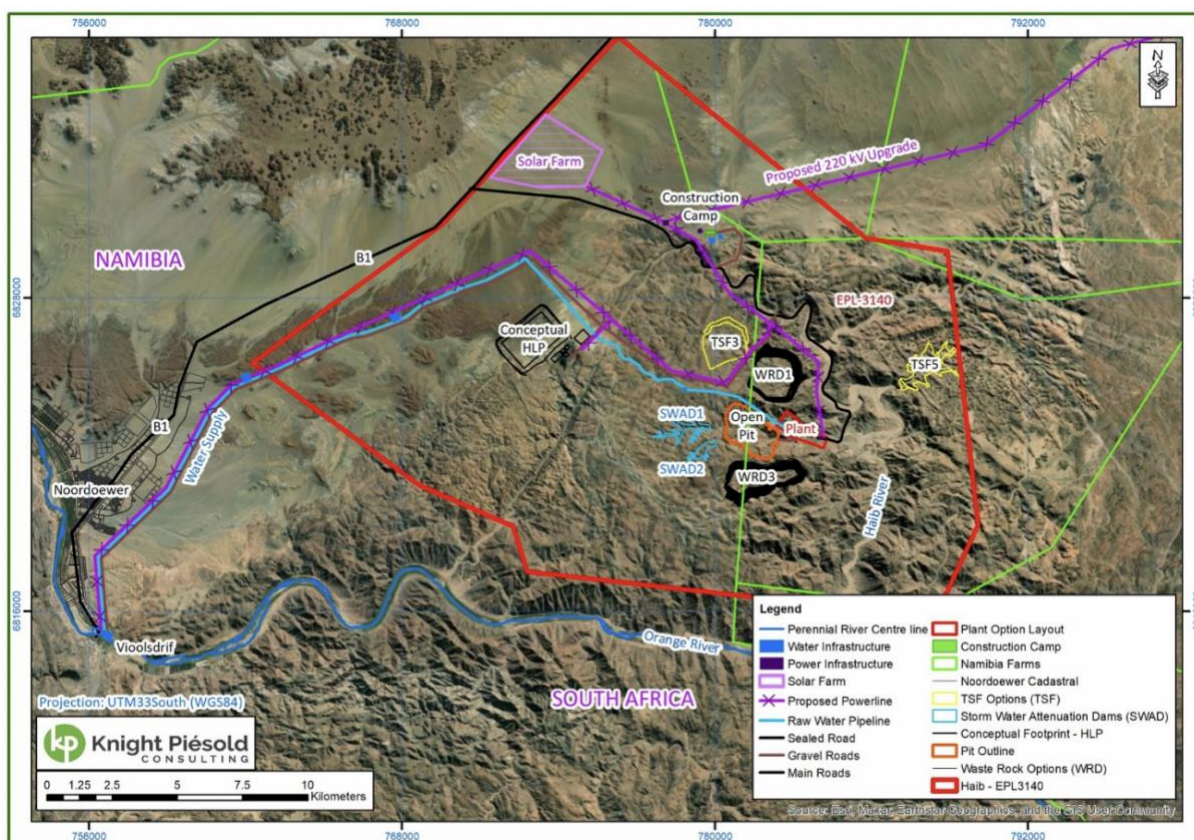 756000
768000
780000
792000
N
Solar Farm
Proposed 220 kV Upgrade
Construction
Camp
NAMIBIA
B1
6828000
EPL-3140
Conceptual
HLP
TSF3
WRD1
TSF5
SWAD1
Open
Pit
Plant
B1
Water Supply
SWAD2
WRD3
Noordoewer
Haib River
6816000
Vioolsdrif
Orange River
Projection: UTM33South (WGS84)
SOUTH AFRICA
kp Knight Piésold
CONSULTING
0 1.25 2.5 5 7.5 10
Kilometers
Legend
Perennial River Centre line
Water Infrastructure
Power Infrastructure
Solar Farm
Proposed Powerline
Raw Water Pipeline
Sealed Road
Gravel Roads
Main Roads
Plant Option Layout
Construction Camp
Namibia Farms
Noordoewer Cadastral
TSF Options (TSF)
Storm Water Attenuation Dams (SWAD)
Conceptual Footprint - HLP
Pit Outline
Waste Rock Options (WRD)
Haib - EPL3140
Source: Esri, Maxar, Earthstar Geographics, and the GIS User Community
756000
768000
780000
792000